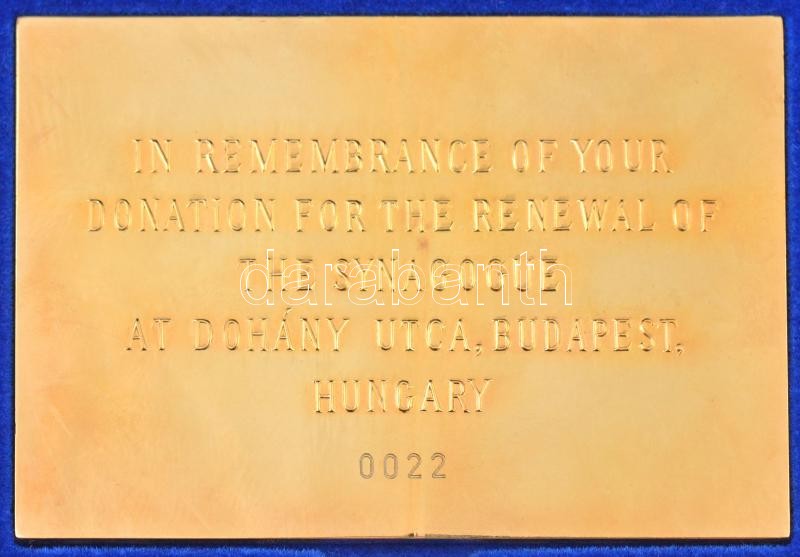 IN REMEMBRANCE OF YOUR
DONATION FOR THE RENEWAL OF
THE SYNAGOGUE
darabanth
AT DOHÁNY UTCA, BUDAPEST,
HUNGARY
0022